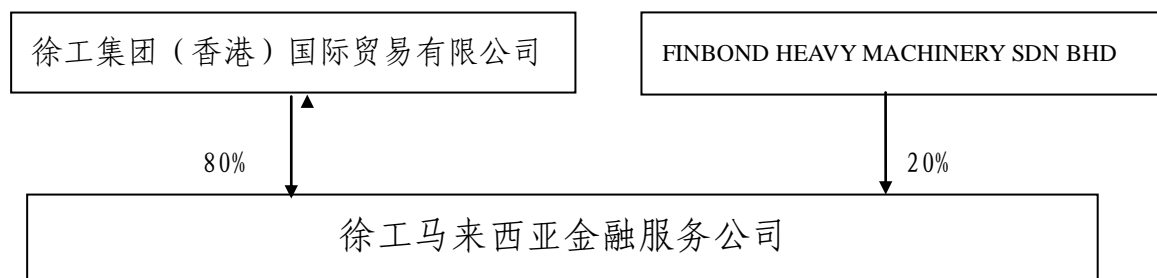 徐工集团（香港）国际贸易有限公司
FINBOND HEAVY MACHINERY SDN BHD
80%
20%
徐工马来西亚金融服务公司